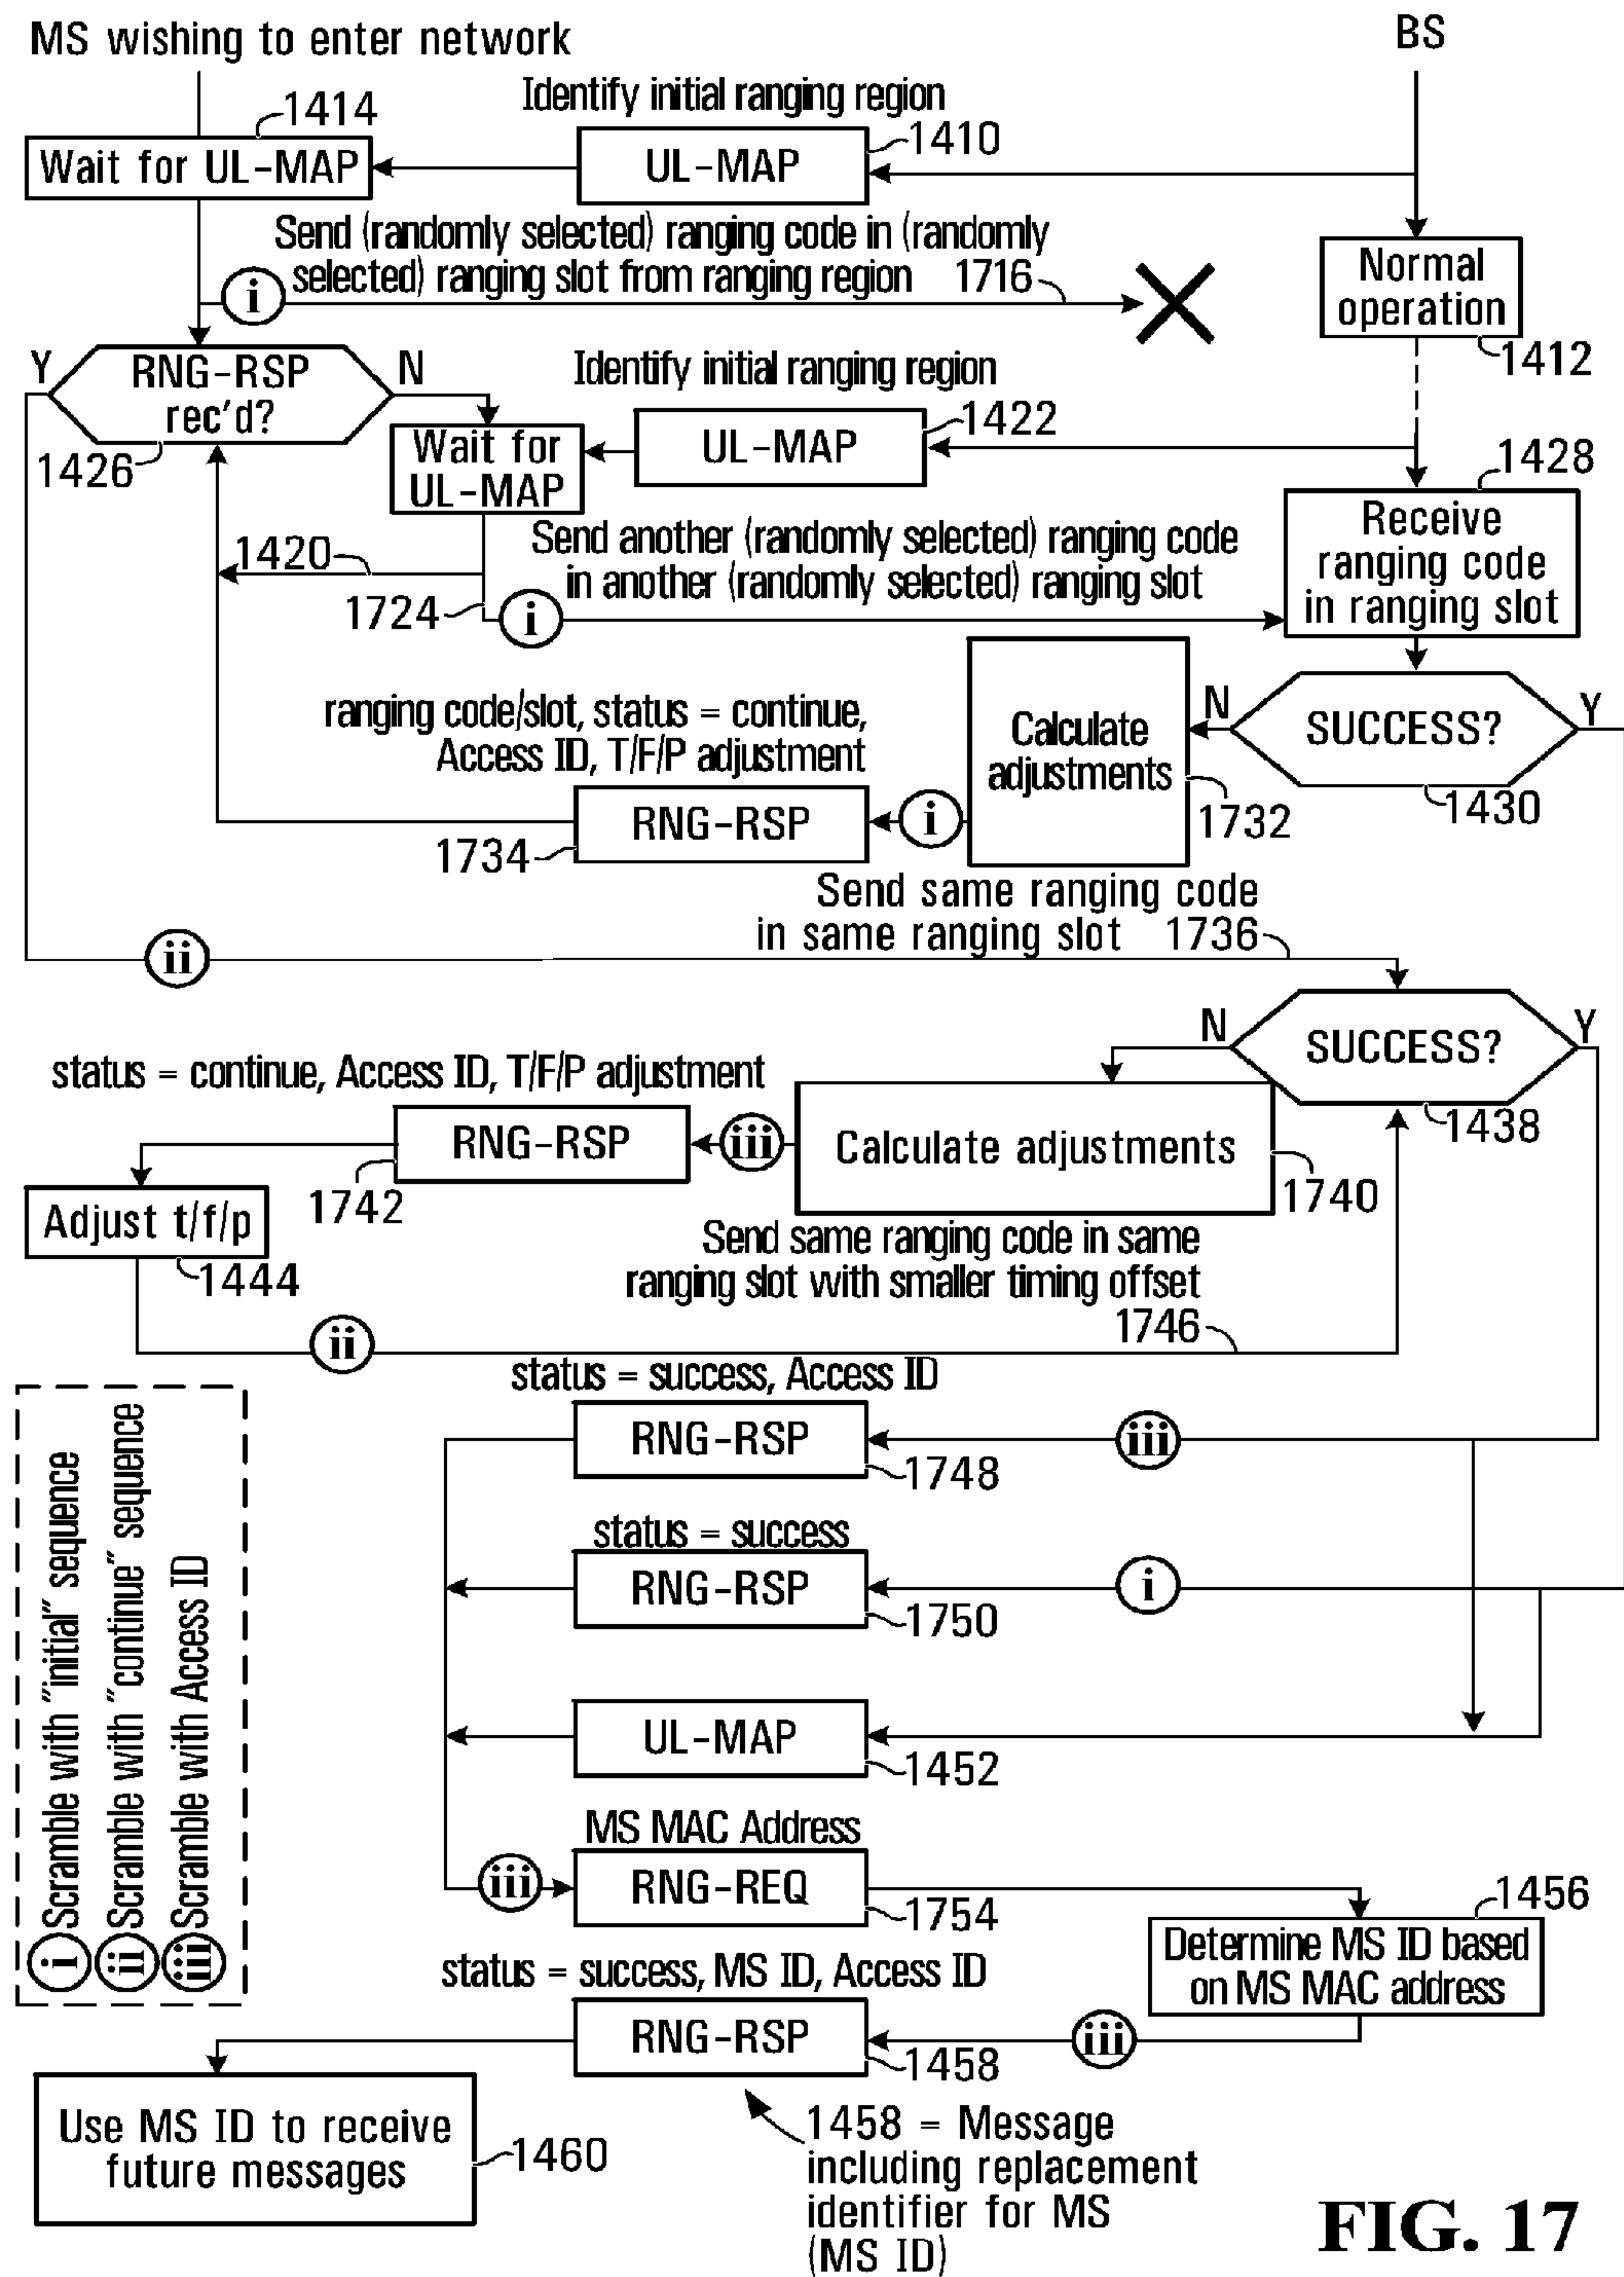 MS wishing to enter network
BS
1414
Identify initial ranging region
1410
Wait for UL-MAP
UL-MAP
Send (randomly selected) ranging code in (randomly
selected) ranging slot from ranging region
1716
i
Normal
operation
1412
Y
RNG-RSP
rec'd?
N
1426
Identify initial ranging region
1422
Wait for
UL-MAP
UL-MAP
1428
Receive
ranging code
in ranging slot
1420
Send another (randomly selected) ranging code
in another (randomly selected) ranging slot
1724
i
N
SUCCESS?
Y
1430
Calculate
adjustments
1732
ranging code/slot, status = continue,
Access ID, T/F/P adjustment
RNG-RSP
i
1734
Send same ranging code
in same ranging slot
1736
ii
N
SUCCESS?
Y
1438
status = continue, Access ID, T/F/P adjustment
RNG-RSP
iii
Calculate adjustments
1740
1742
Adjust t/f/p
1444
Send same ranging code in same
ranging slot with smaller timing offset
1746
ii
status = success, Access ID
RNG-RSP
iii
1748
status = success
RNG-RSP
i
1750
UL-MAP
1452
MS MAC Address
iii
RNG-REQ
1754
1456
Determine MS ID based
on MS MAC address
status = success, MS ID, Access ID
RNG-RSP
iii
1458
Use MS ID to receive
future messages
1460
1458 = Message
including replacement
identifier for MS
(MS ID)
i Scramble with "initial" sequence
ii Scramble with "continue" sequence
iii Scramble with Access ID
FIG. 17